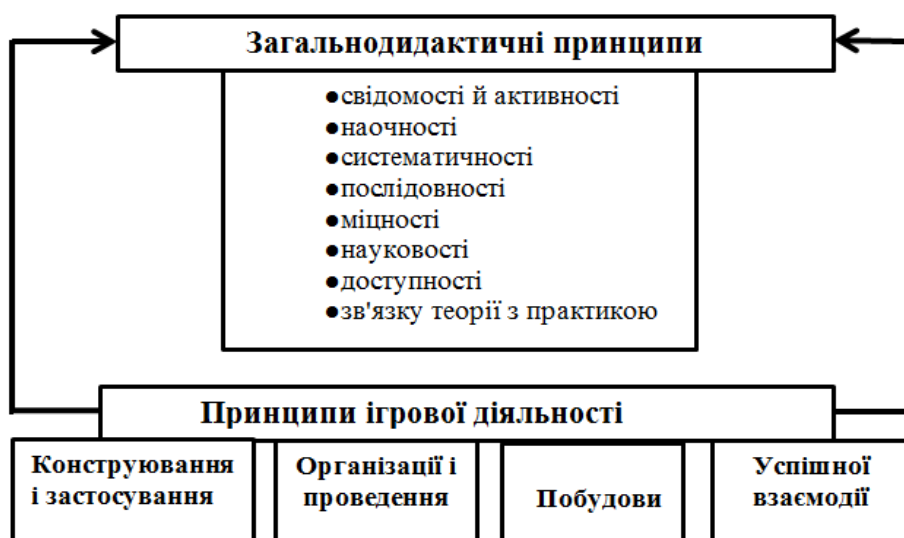 Загальнодидактичні принципи
●свідомості й активності
●наочності
●систематичності
●послідовності
●міцності
●науковості
●доступності
●зв'язку теорії з практикою
Принципи ігрової діяльності
Конструювання
і застосування
Організації і
проведення
Побудови
Успішної
взаємодії